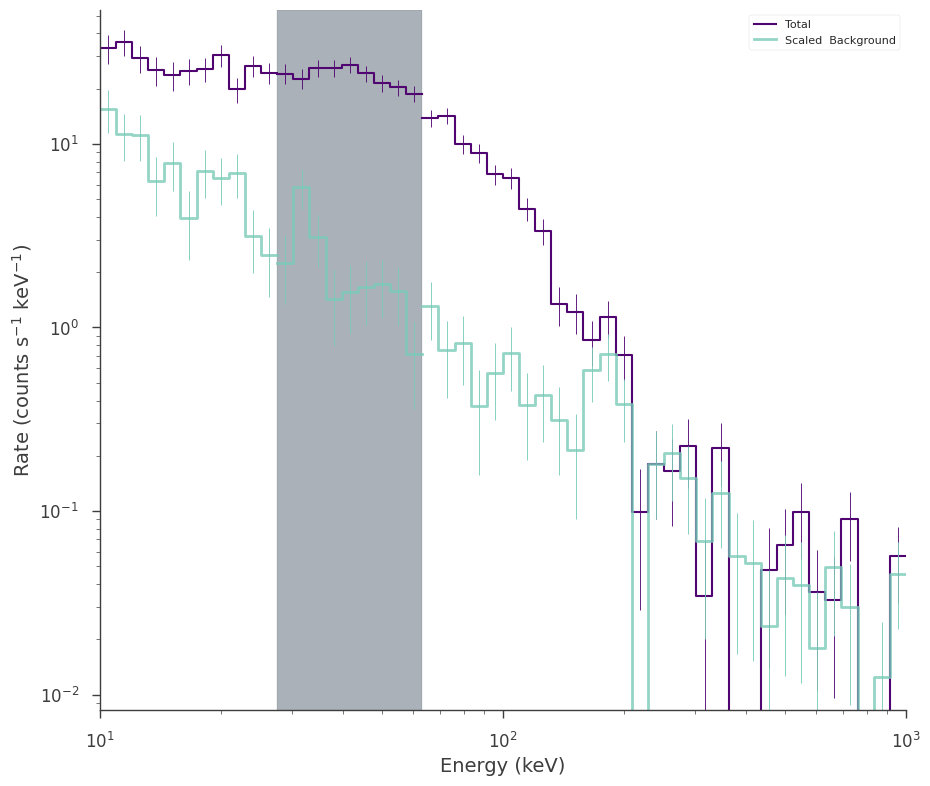 Total
Scaled  Background
Rate (counts s⁻¹ keV⁻¹)
10¹
10⁰
10⁻¹
10⁻²
10¹ 10² 10³
Energy (keV)